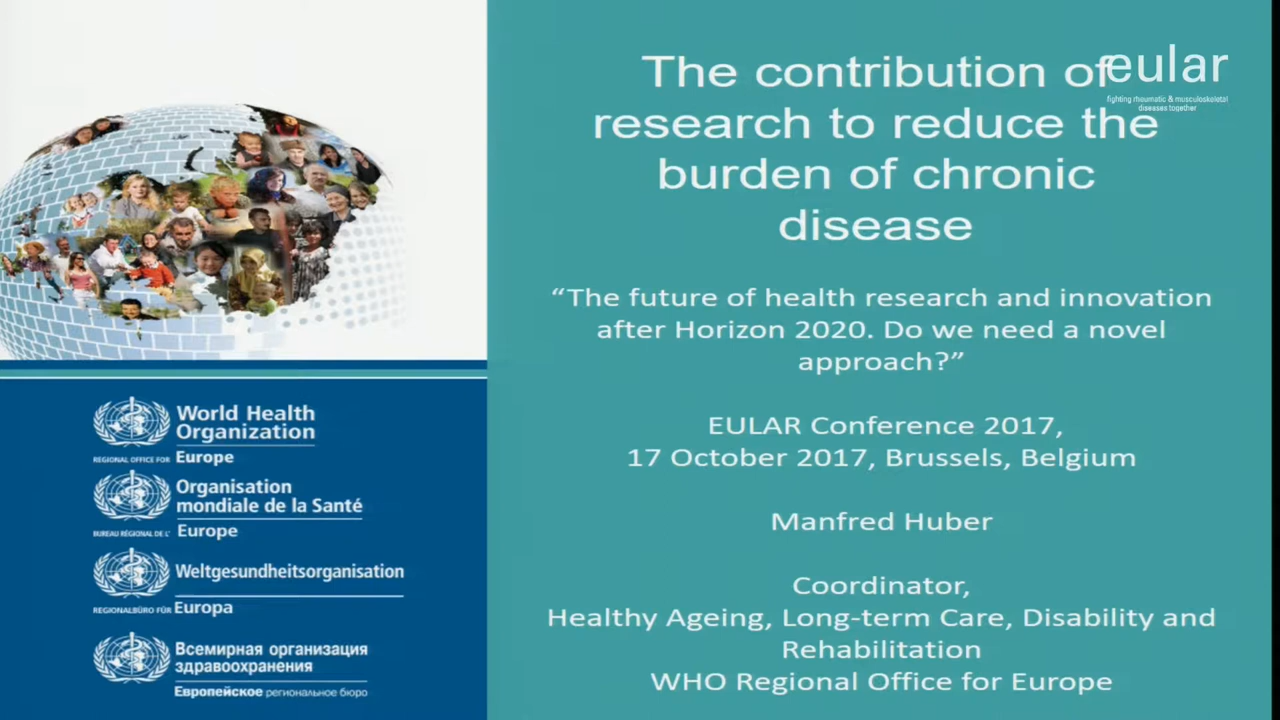 The contribution of
research to reduce the
burden of chronic
disease
eular
fighting rheumatic & musculoskeletal
diseases together
“The future of health research and innovation
after Horizon 2020. Do we need a novel
approach?”
EULAR Conference 2017,
17 October 2017, Brussels, Belgium
Manfred Huber
Coordinator,
Healthy Ageing, Long-term Care, Disability and
Rehabilitation
WHO Regional Office for Europe
World Health
Organization
REGIONAL OFFICE FOR Europe
Organisation
mondiale de la Santé
BUREAU RÉGIONAL DE L' Europe
Weltgesundheitsorganisation
REGIONALBÜRO FÜR Europa
Всемирная организация
здравоохранения
Европейское региональное бюро